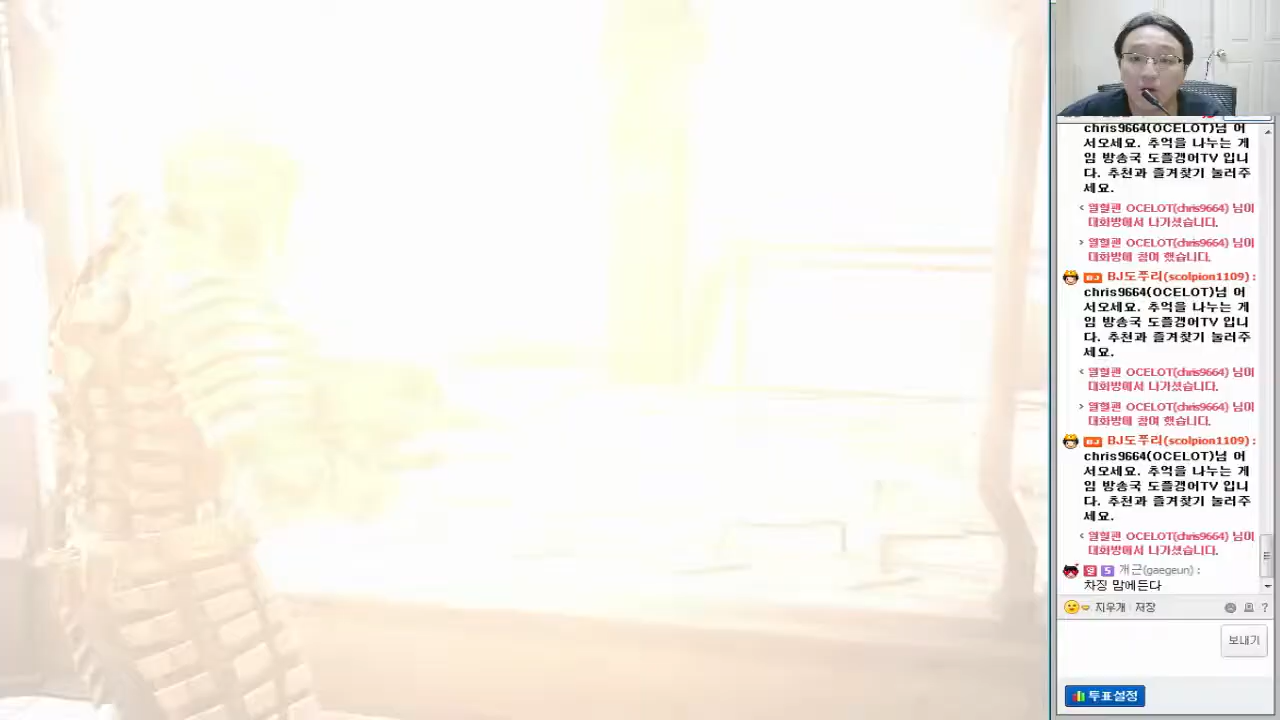 chris9664(OCELOT)님 어
서오세요. 추억을 나누는 게
임 방송국 도플갱어TV 입니
다. 추천과 즐겨찾기 눌러주
세요.
열혈팬 OCELOT(chris9664) 님이
대화방에서 나가셨습니다.
열혈팬 OCELOT(chris9664) 님이
대화방에 참여 했습니다.
BJ BJ도푸리(scolpion1109) :
chris9664(OCELOT)님 어
서오세요. 추억을 나누는 게
임 방송국 도플갱어TV 입니
다. 추천과 즐겨찾기 눌러주
세요.
열혈팬 OCELOT(chris9664) 님이
대화방에서 나가셨습니다.
열혈팬 OCELOT(chris9664) 님이
대화방에 참여 했습니다.
BJ BJ도푸리(scolpion1109) :
chris9664(OCELOT)님 어
서오세요. 추억을 나누는 게
임 방송국 도플갱어TV 입니
다. 추천과 즐겨찾기 눌러주
세요.
열혈팬 OCELOT(chris9664) 님이
대화방에서 나가셨습니다.
열 5 개근(gaegeun) :
차징 맘에든다
지우개 저장 ?
보내기
투표설정